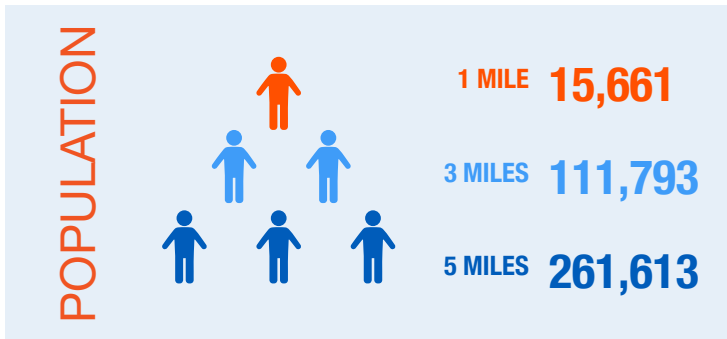 POPULATION
1 MILE 15,661
3 MILES 111,793
5 MILES 261,613